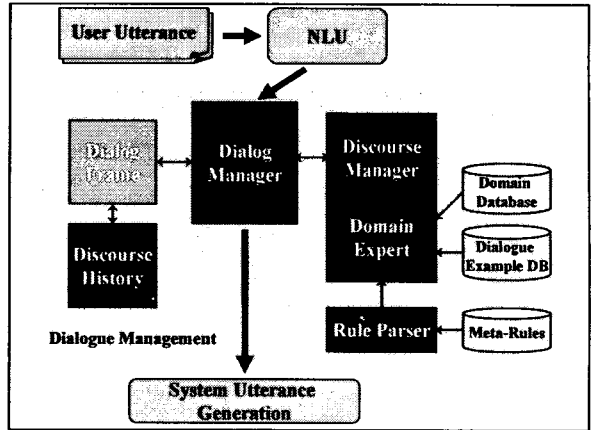 User Utterance
NLU
Dialog
Frame
Dialog
Manager
Discourse
Manager
Domain
Expert
Domain
Database
Dialogue
Example DB
Discourse
History
Rule Parser
Meta-Rules
Dialogue Management
System Utterance
Generation